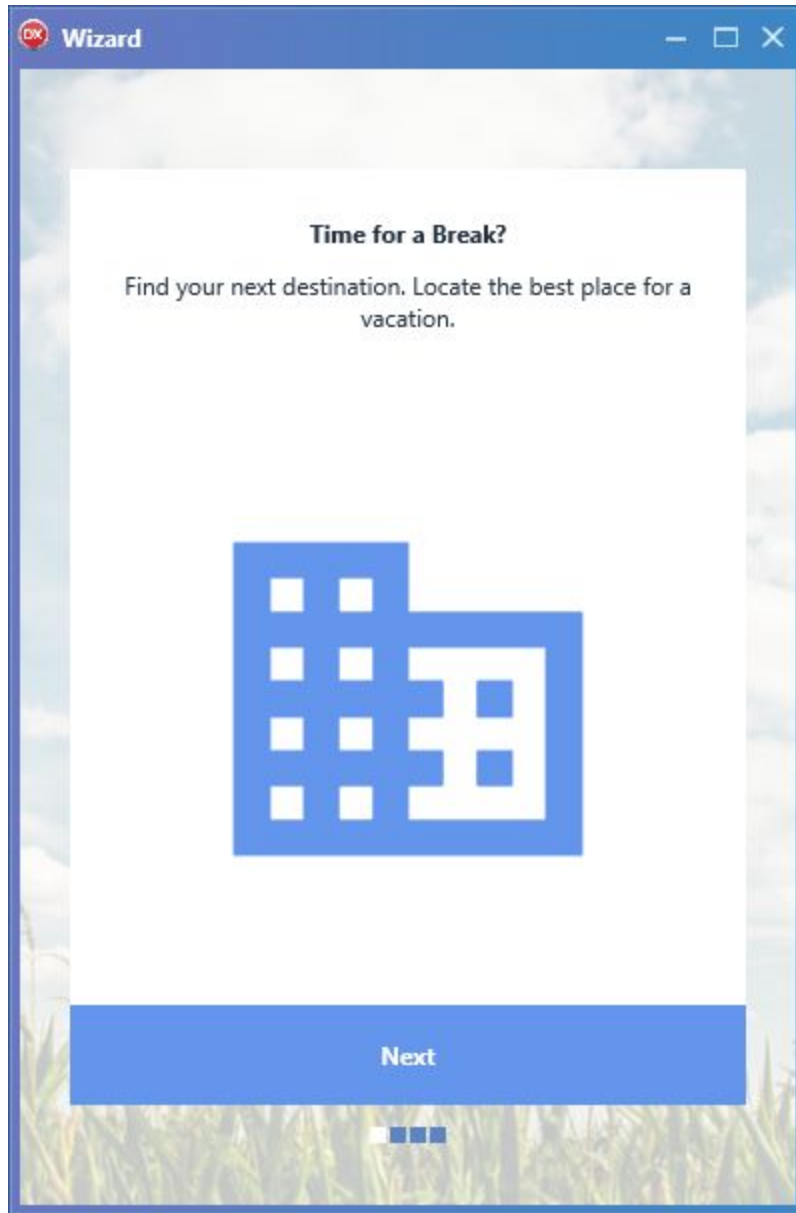 DX Wizard
Time for a Break?
Find your next destination. Locate the best place for a
vacation.
Next